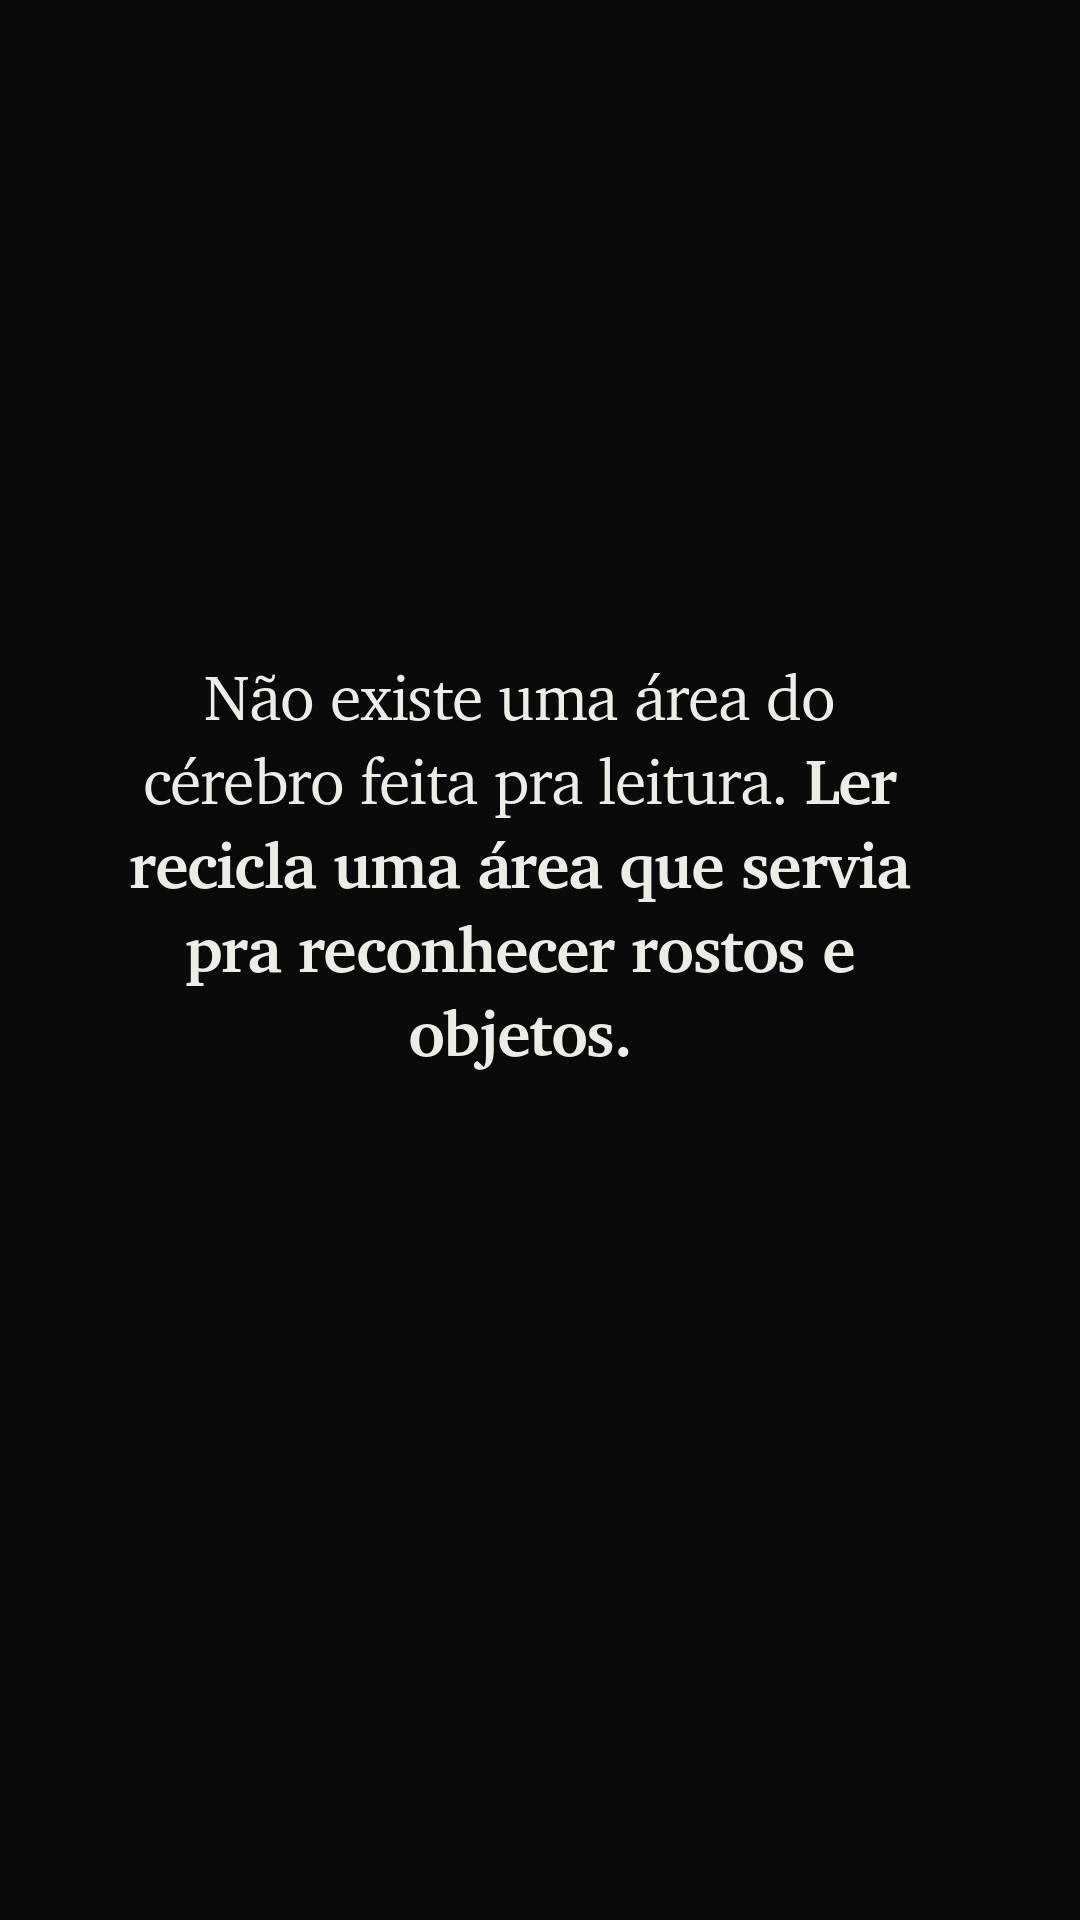 Não existe uma área do
cérebro feita pra leitura. Ler
recicla uma área que servia
pra reconhecer rostos e
objetos.